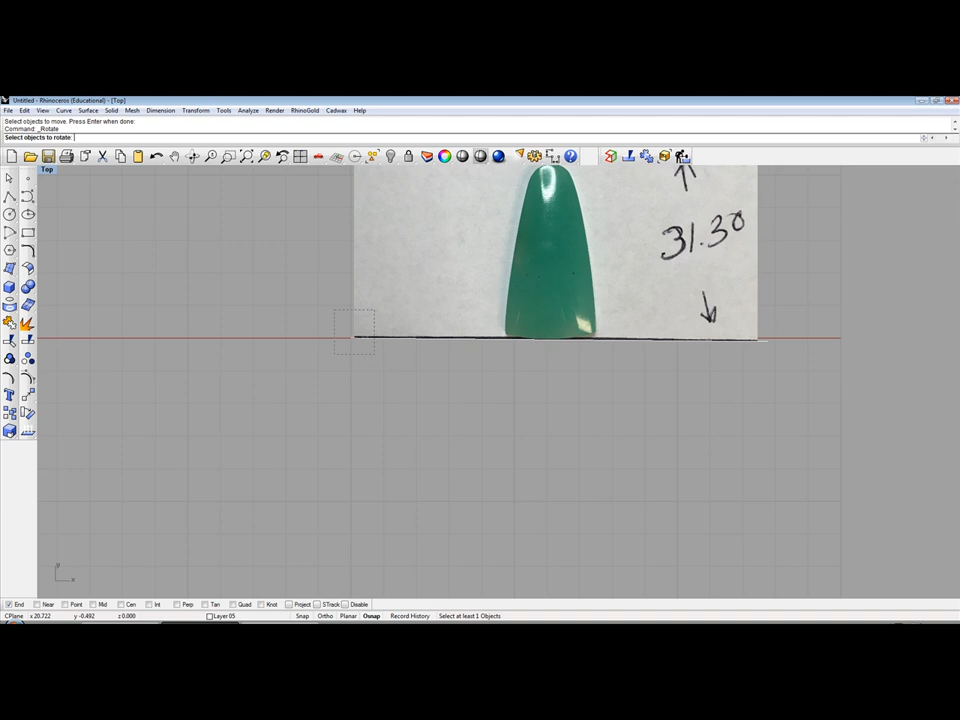 Untitled - Rhinoceros (Educational) - [Top]
File Edit View Curve Surface Solid Mesh Dimension Transform Tools Analyze Render RhinoGold Cadwax Help
Select objects to move. Press Enter when done:
Command: _Rotate
Select objects to rotate:
Top
31.30
y
x
End Near Point Mid Cen Int Perp Tan Quad Knot Project STrack Disable
CPlane x 20.722 y -0.492 ±0.000 Layer 05 Snap Ortho Planar Osnap Record History Select at least 1 Objects